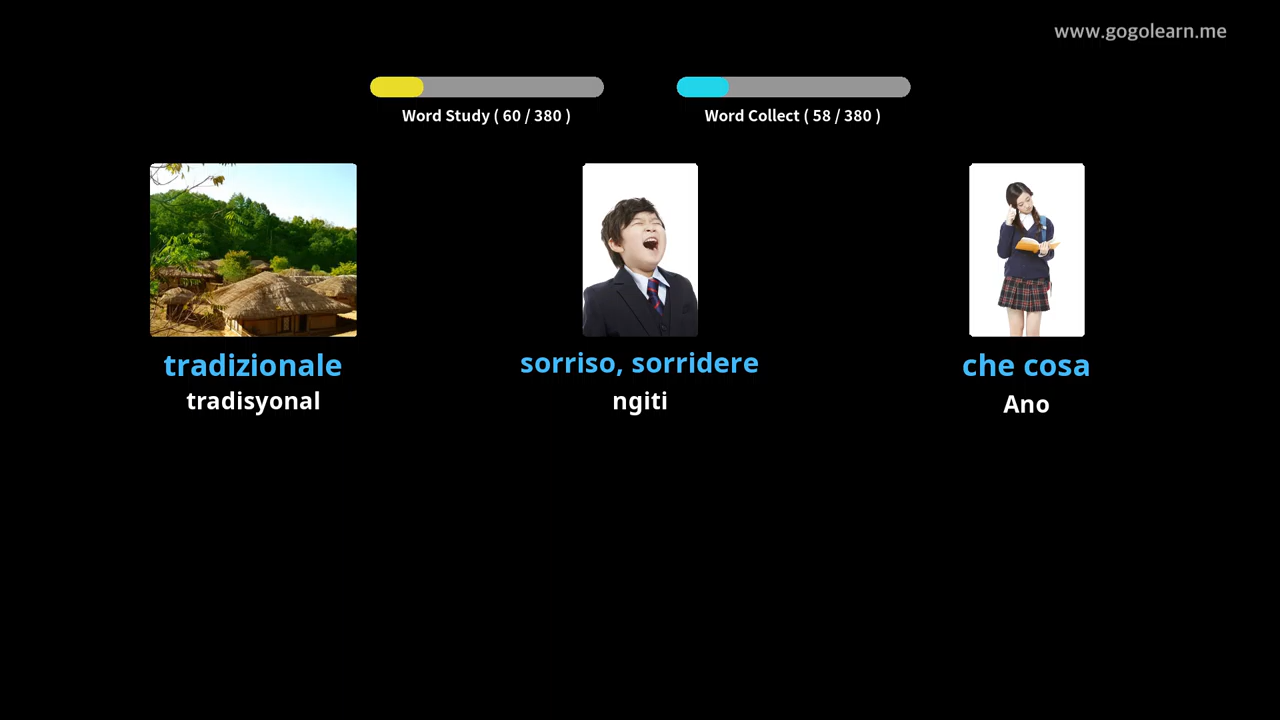 www.gogolearn.me
Word Study ( 60 / 380 )
Word Collect ( 58 / 380 )
tradizionale
tradisyonal
sorriso, sorridere
ngiti
che cosa
Ano